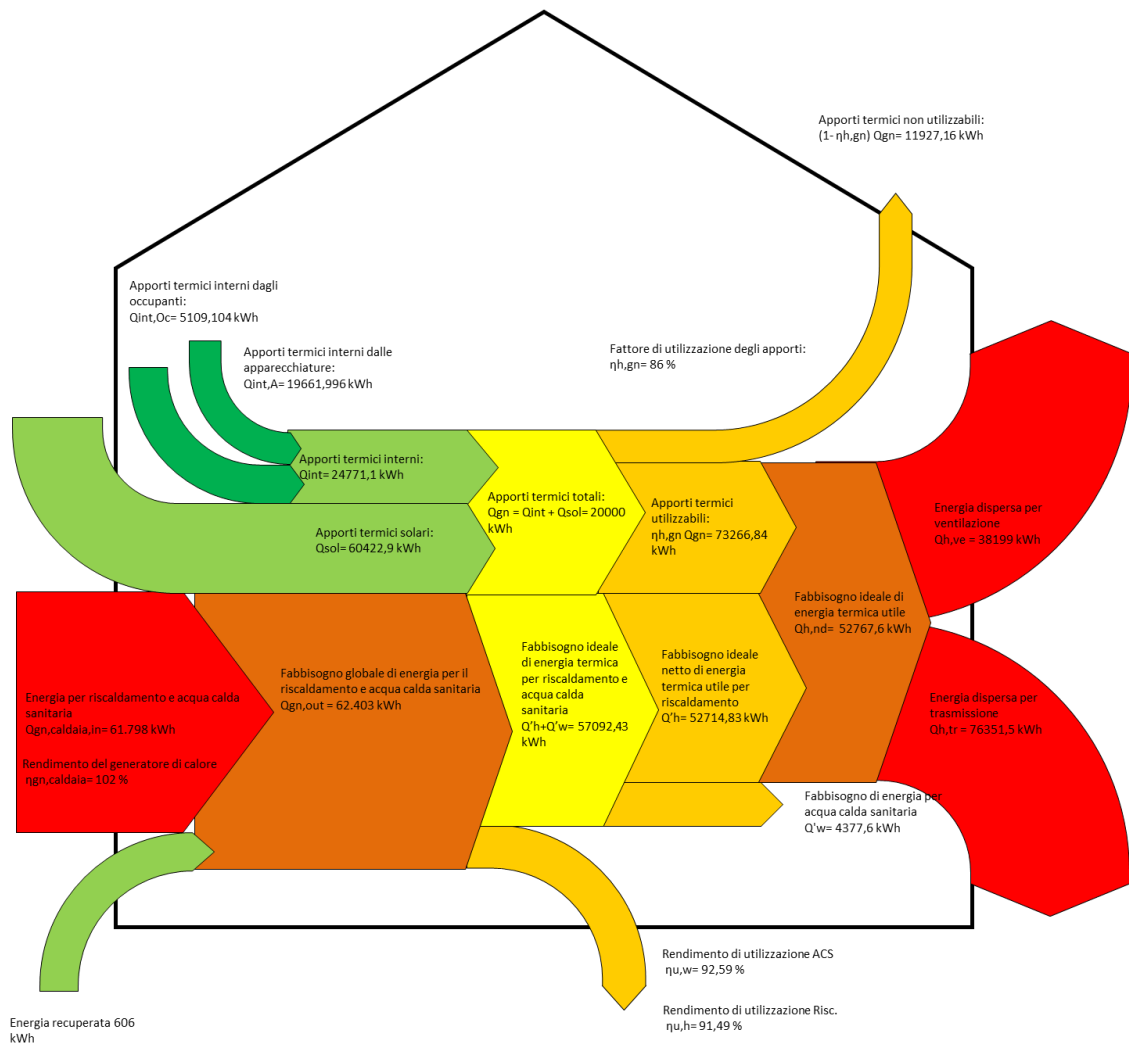 Apporti termici non utilizzabili:
(1- ηh,gn) Qgn= 11927,16 kWh
Apporti termici interni dagli
occupanti:
Qint,Oc= 5109,104 kWh
Apporti termici interni dalle
apparecchiature:
Qint,A= 19661,996 kWh
Fattore di utilizzazione degli apporti:
ηh,gn= 86 %
Apporti termici interni:
Qint= 24771,1 kWh
Apporti termici solari:
Qsol= 60422,9 kWh
Apporti termici totali:
Qgn = Qint + Qsol= 20000
kWh
Apporti termici
utilizzabili:
ηh,gn Qgn= 73266,84
kWh
Energia dispersa per
ventilazione
Qh,ve = 38199 kWh
Fabbisogno ideale di
energia termica utile
Qh,nd= 52767,6 kWh
Energia per riscaldamento e acqua calda
sanitaria
Qgn,caldaia,in= 61.798 kWh
Rendimento del generatore di calore
ηgn,caldaia= 102 %
Fabbisogno globale di energia per il
riscaldamento e acqua calda sanitaria
Qgn,out = 62.403 kWh
Fabbisogno ideale
di energia termica
per riscaldamento e
acqua calda
sanitaria
Q'h+Q'w= 57092,43
kWh
Fabbisogno ideale
netto di energia
termica utile per
riscaldamento
Q’h= 52714,83 kWh
Energia dispersa per
trasmissione
Qh,tr = 76351,5 kWh
Fabbisogno di energia per
acqua calda sanitaria
Q'w= 4377,6 kWh
Rendimento di utilizzazione ACS
ηu,w= 92,59 %
Rendimento di utilizzazione Risc.
ηu,h= 91,49 %
Energia recuperata 606
kWh